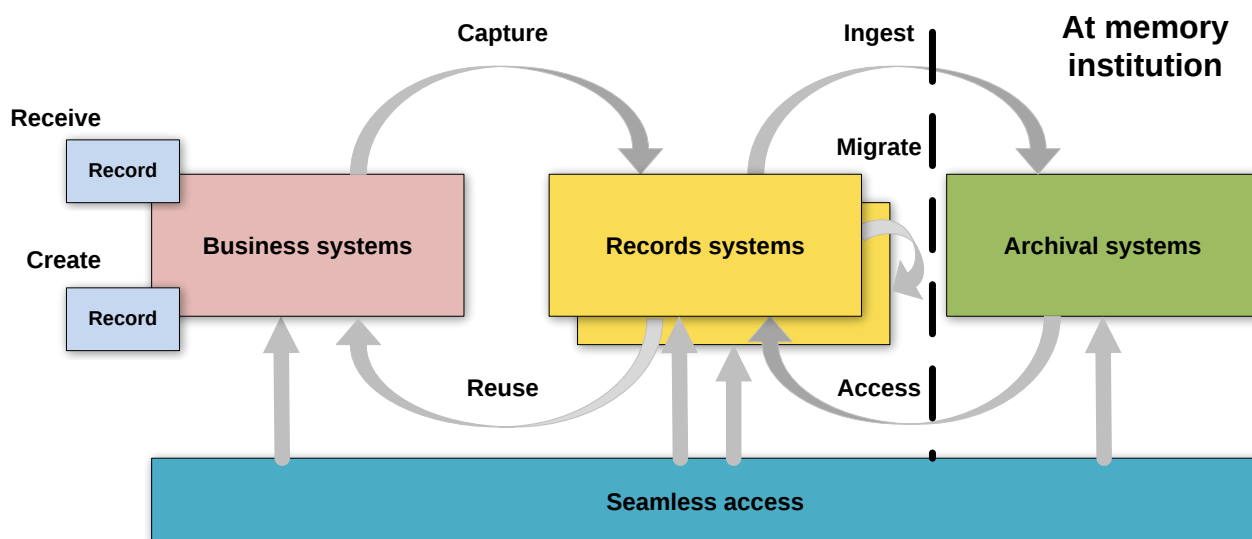 Capture
Ingest
At memory
institution
Receive
Migrate
Record
Business systems
Records systems
Archival systems
Create
Record
Reuse
Access
Seamless access